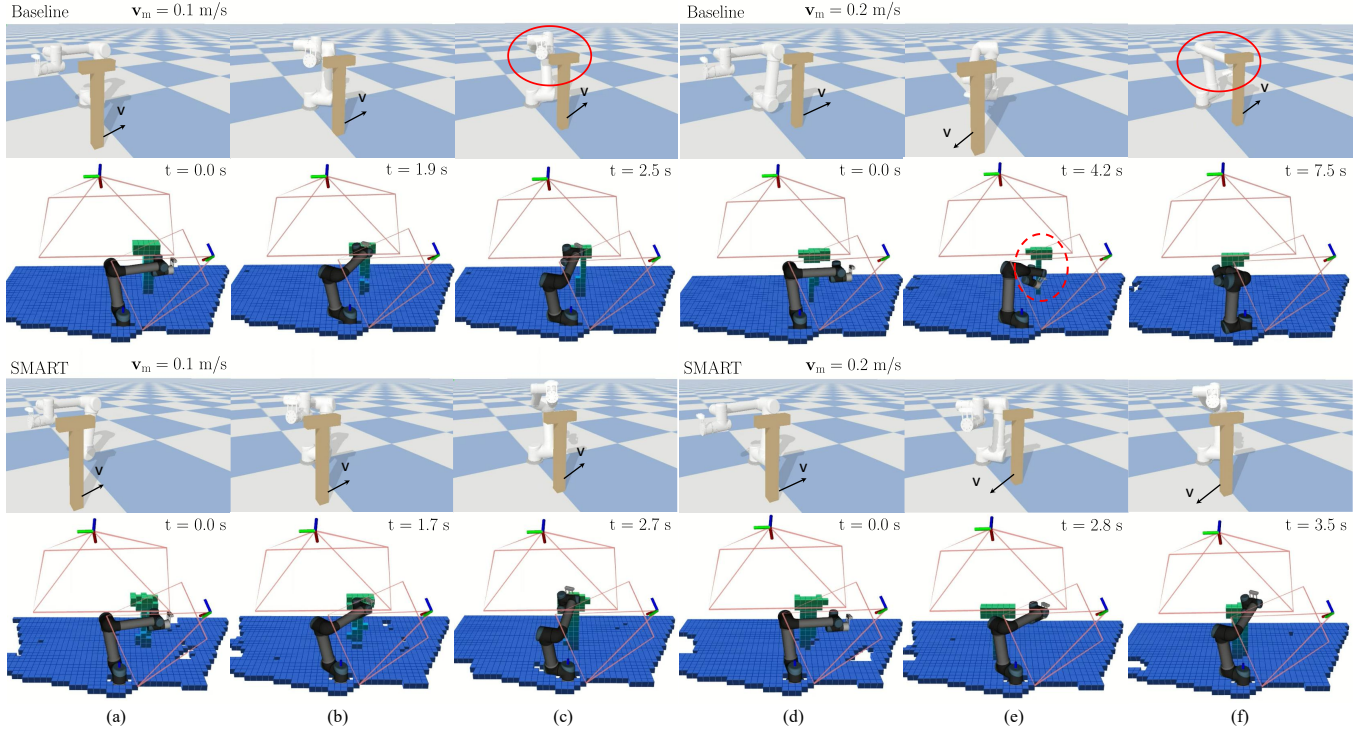 Baseline v_m = 0.1 m/s Baseline v_m = 0.2 m/s
V V V V V V
t = 0.0 s t = 1.9 s t = 2.5 s t = 0.0 s t = 4.2 s t = 7.5 s
SMART v_m = 0.1 m/s SMART v_m = 0.2 m/s
V V V V V V
t = 0.0 s t = 1.7 s t = 2.7 s t = 0.0 s t = 2.8 s t = 3.5 s
(a) (b) (c) (d) (e) (f)